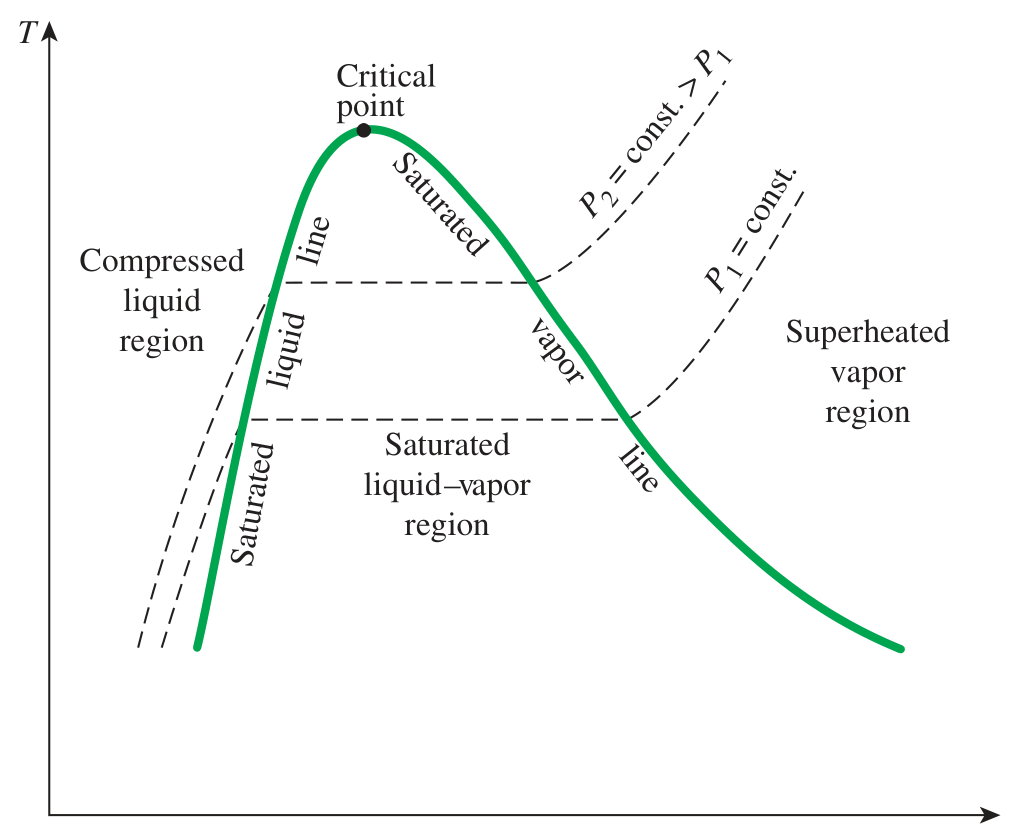 T
Critical
point
P₂ = const. > P₁
P₁ = const.
Saturated
vapor
line
Saturated
liquid
line
Compressed
liquid
region
Superheated
vapor
region
Saturated
liquid–vapor
region